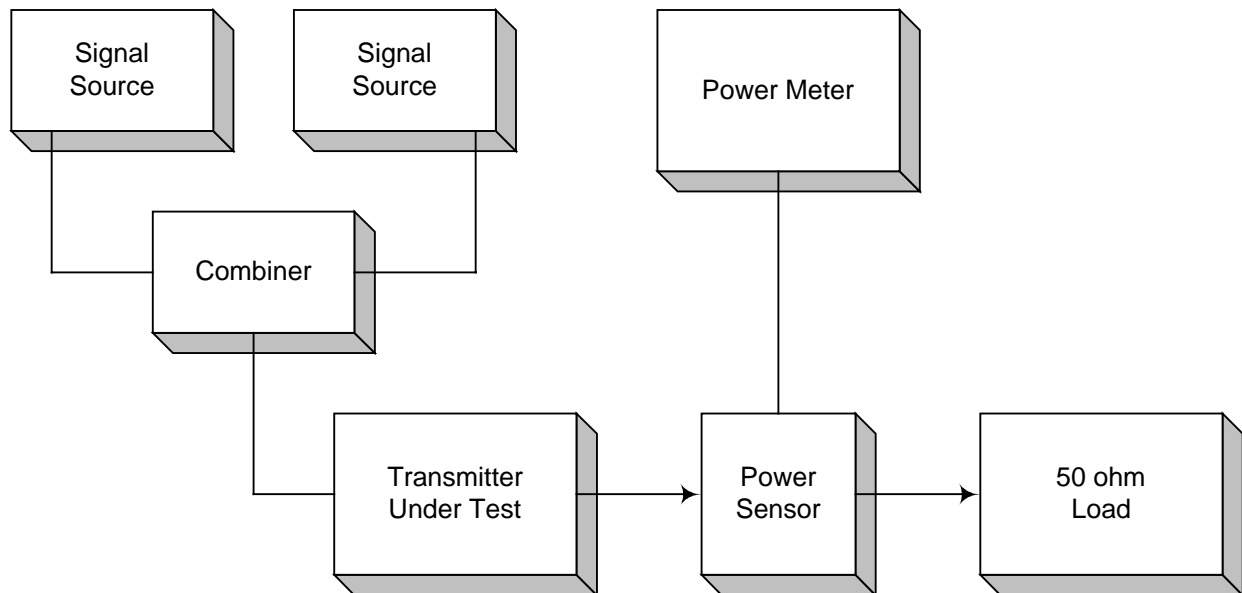 Signal
Source
Signal
Source
Power Meter
Combiner
Transmitter
Under Test
Power
Sensor
50 ohm
Load